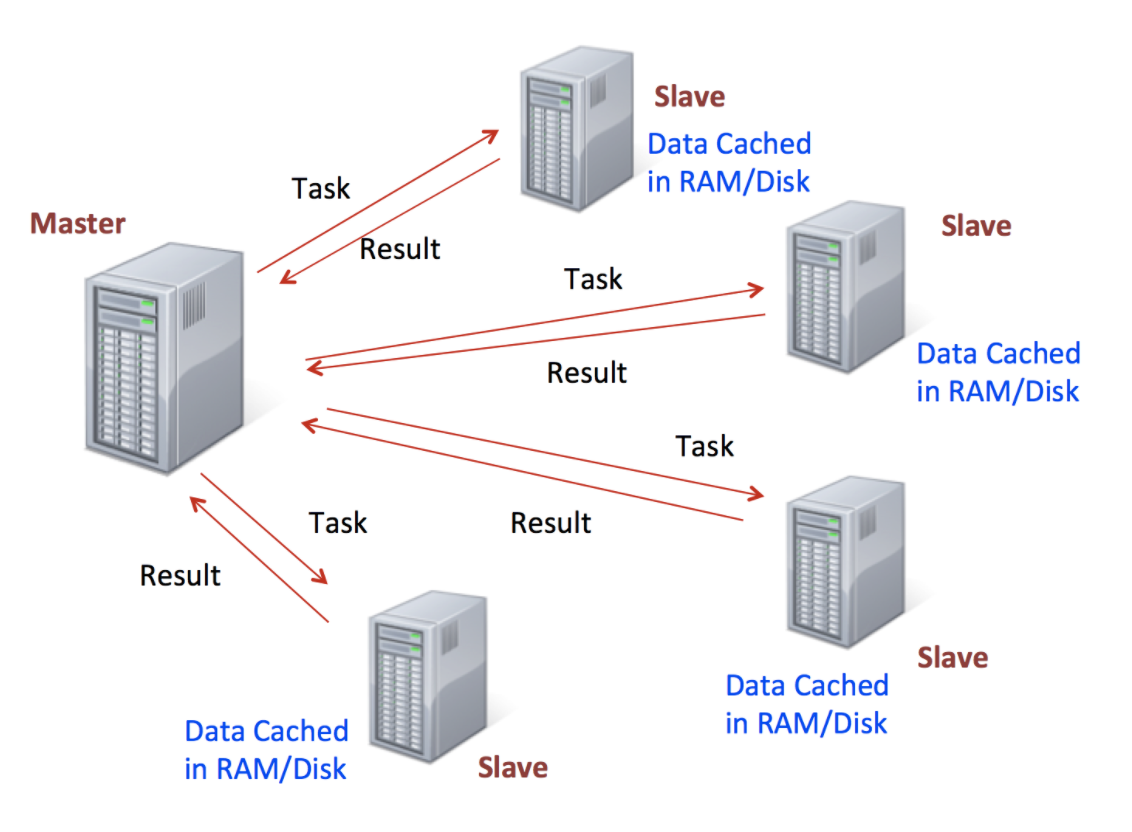 Slave
Data Cached
in RAM/Disk
Task
Master
Result
Slave
Task
Data Cached
in RAM/Disk
Result
Task
Result
Task
Result
Slave
Data Cached
in RAM/Disk
Data Cached
in RAM/Disk
Slave